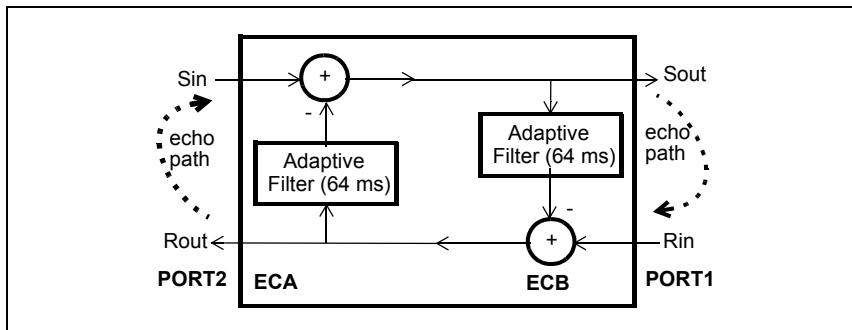 Sin
+
Sout
-
echo
path
Adaptive
Filter (64 ms)
Adaptive
Filter (64 ms)
echo
path
-
Rout
+
Rin
PORT2
ECA
ECB
PORT1